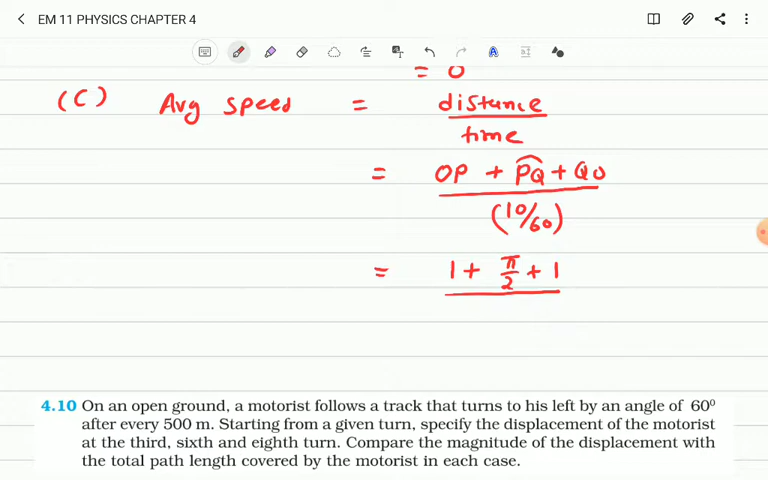 EM 11 PHYSICS CHAPTER 4
= 0
(C) Avg speed = distance
time
= OP + PQ + QO
(10/60)
= 1 + π/2 + 1
4.10 On an open ground, a motorist follows a track that turns to his left by an angle of 60⁰
after every 500 m. Starting from a given turn, specify the displacement of the motorist
at the third, sixth and eighth turn. Compare the magnitude of the displacement with
the total path length covered by the motorist in each case.